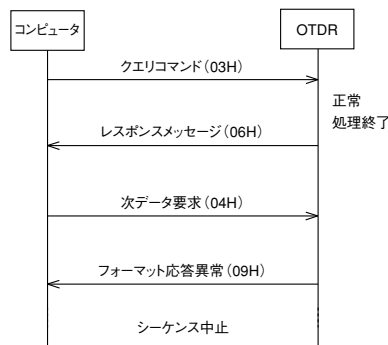 コンピュータ
OTDR
クエリコマンド(03H)
正常
処理終了
レスポンスメッセージ(06H)
次データ要求(04H)
フォーマット応答異常(09H)
シーケンス中止